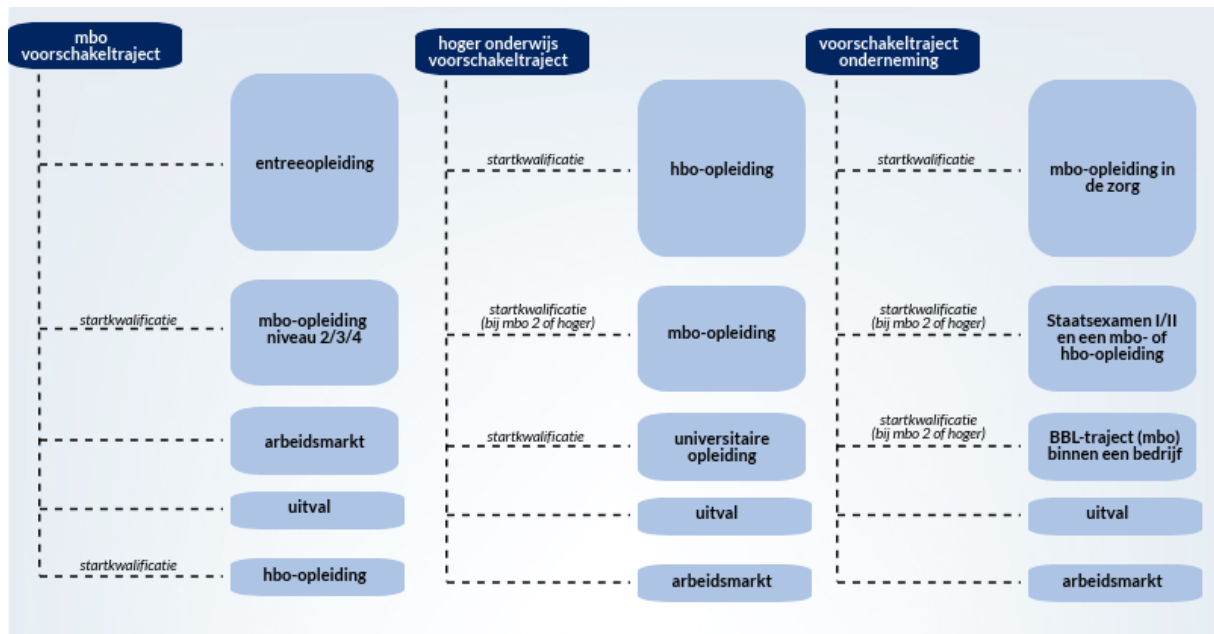 mbo
voorschakeltraject
entreeopleiding
startkwalificatie
mbo-opleiding
niveau 2/3/4
arbeidsmarkt
uitval
startkwalificatie
hbo-opleiding
hoger onderwijs
voorschakeltraject
startkwalificatie
hbo-opleiding
startkwalificatie
(bij mbo 2 of hoger)
mbo-opleiding
startkwalificatie
universitaire
opleiding
uitval
arbeidsmarkt
voorschakeltraject
onderneming
startkwalificatie
mbo-opleiding in
de zorg
startkwalificatie
(bij mbo 2 of hoger)
Staatsexamen I/II
en een mbo- of
hbo-opleiding
startkwalificatie
(bij mbo 2 of hoger)
BBL-traject (mbo)
binnen een bedrijf
uitval
arbeidsmarkt